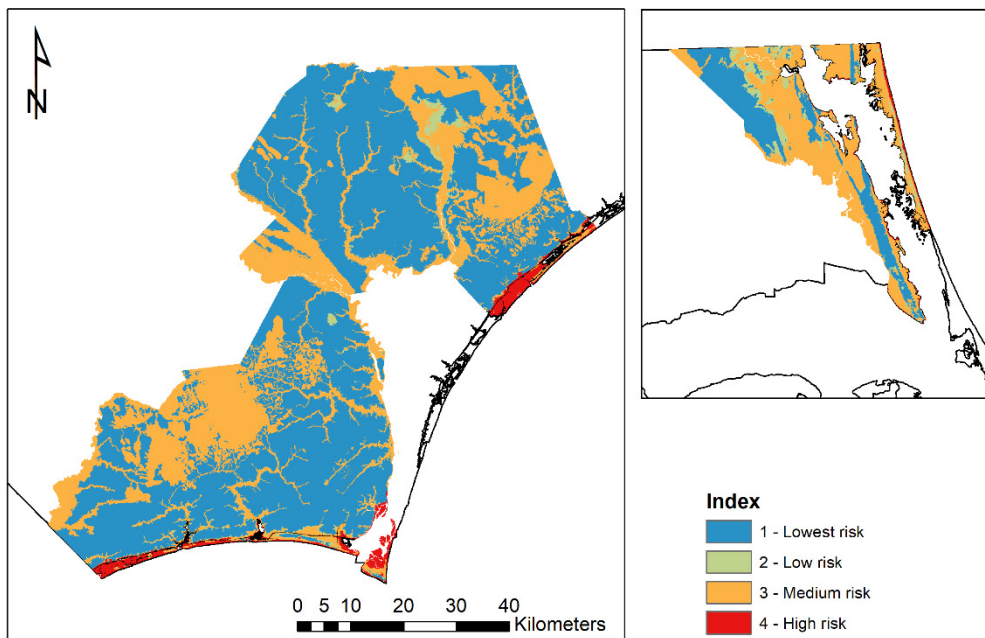 N
Index
1 - Lowest risk
2 - Low risk
3 - Medium risk
4 - High risk
0 5 10 20 30 40
Kilometers